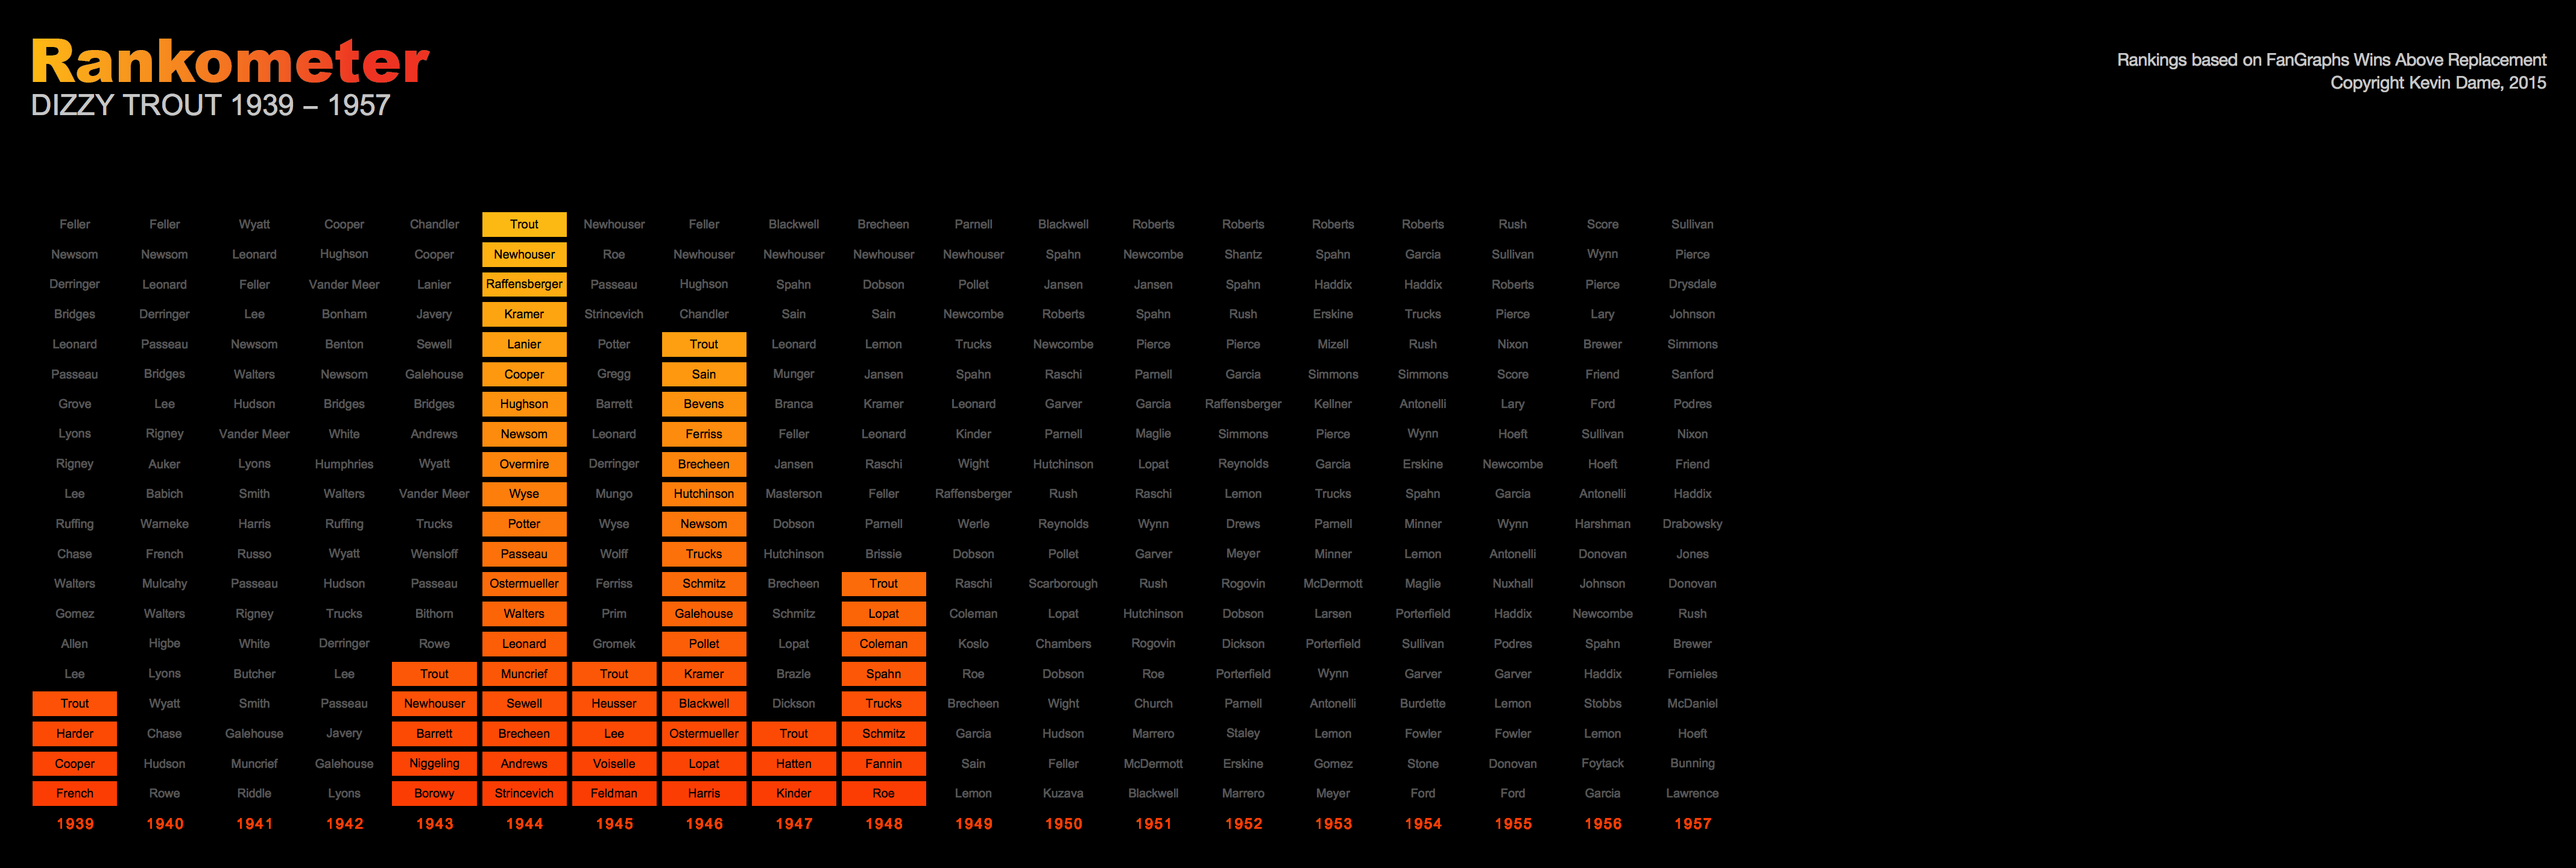 Rankometer
DIZZY TROUT 1939 – 1957
Rankings based on FanGraphs Wins Above Replacement
Copyright Kevin Dame, 2015
Feller Feller Wyatt Cooper Chandler Trout Newhouser Feller Blackwell Brecheen Parnell Blackwell Roberts Roberts Roberts Roberts Rush Score Sullivan
Newsom Newsom Leonard Hughson Cooper Newhouser Roe Newhouser Newhouser Newhouser Newhouser Spahn Newcombe Shantz Spahn Garcia Sullivan Wynn Pierce
Derringer Leonard Feller Vander Meer Lanier Raffensberger Passeau Hughson Spahn Dobson Pollet Jansen Jansen Spahn Haddix Haddix Roberts Pierce Drysdale
Bridges Derringer Lee Bonham Javery Kramer Strincevich Chandler Sain Sain Newcombe Roberts Spahn Rush Erskine Trucks Pierce Lary Johnson
Leonard Passeau Newsom Benton Sewell Lanier Potter Trout Leonard Lemon Trucks Newcombe Pierce Pierce Mizell Rush Nixon Brewer Simmons
Passeau Bridges Walters Newsom Galehouse Cooper Gregg Sain Munger Jansen Spahn Raschi Parnell Garcia Simmons Simmons Score Friend Sanford
Grove Lee Hudson Bridges Bridges Hughson Barrett Bevens Branca Kramer Leonard Garver Garcia Raffensberger Kellner Antonelli Lary Ford Podres
Lyons Rigney Vander Meer White Andrews Newsom Leonard Ferriss Feller Leonard Kinder Parnell Maglie Simmons Pierce Wynn Hoeft Sullivan Nixon
Rigney Auker Lyons Humphries Wyatt Overmire Derringer Brecheen Jansen Raschi Wight Hutchinson Lopat Reynolds Garcia Erskine Newcombe Hoeft Friend
Lee Babich Smith Walters Vander Meer Wyse Mungo Hutchinson Masterson Feller Raffensberger Rush Raschi Lemon Trucks Spahn Garcia Antonelli Haddix
Ruffing Warneke Harris Ruffing Trucks Potter Wyse Newsom Dobson Parnell Werle Reynolds Wynn Drews Parnell Minner Wynn Harshman Drabowsky
Chase French Russo Wyatt Wensloff Passeau Wolff Trucks Hutchinson Brissie Dobson Pollet Garver Meyer Minner Lemon Antonelli Donovan Jones
Walters Mulcahy Passeau Hudson Passeau Ostermueller Ferriss Schmitz Brecheen Trout Raschi Scarborough Rush Rogovin McDermott Maglie Nuxhall Johnson Donovan
Gomez Walters Rigney Trucks Bithorn Walters Prim Galehouse Schmitz Lopat Coleman Lopat Hutchinson Dobson Larsen Porterfield Haddix Newcombe Rush
Allen Higbe White Derringer Rowe Leonard Gromek Pollet Lopat Coleman Koslo Chambers Rogovin Dickson Porterfield Sullivan Podres Spahn Brewer
Lee Lyons Butcher Lee Trout Muncrief Trout Kramer Brazle Spahn Roe Dobson Roe Porterfield Wynn Garver Garver Haddix Fornieles
Trout Wyatt Smith Passeau Newhouser Sewell Heusser Blackwell Dickson Trucks Brecheen Wight Church Parnell Antonelli Burdette Lemon Stobbs McDaniel
Harder Chase Galehouse Javery Barrett Brecheen Lee Ostermueller Trout Schmitz Garcia Hudson Marrero Staley Lemon Fowler Fowler Lemon Hoeft
Cooper Hudson Muncrief Galehouse Niggeling Andrews Voiselle Lopat Hatten Fannin Sain Feller McDermott Erskine Gomez Stone Donovan Foytack Bunning
French Rowe Riddle Lyons Borowy Strincevich Feldman Harris Kinder Roe Lemon Kuzava Blackwell Marrero Meyer Ford Ford Garcia Lawrence
1939 1940 1941 1942 1943 1944 1945 1946 1947 1948 1949 1950 1951 1952 1953 1954 1955 1956 1957